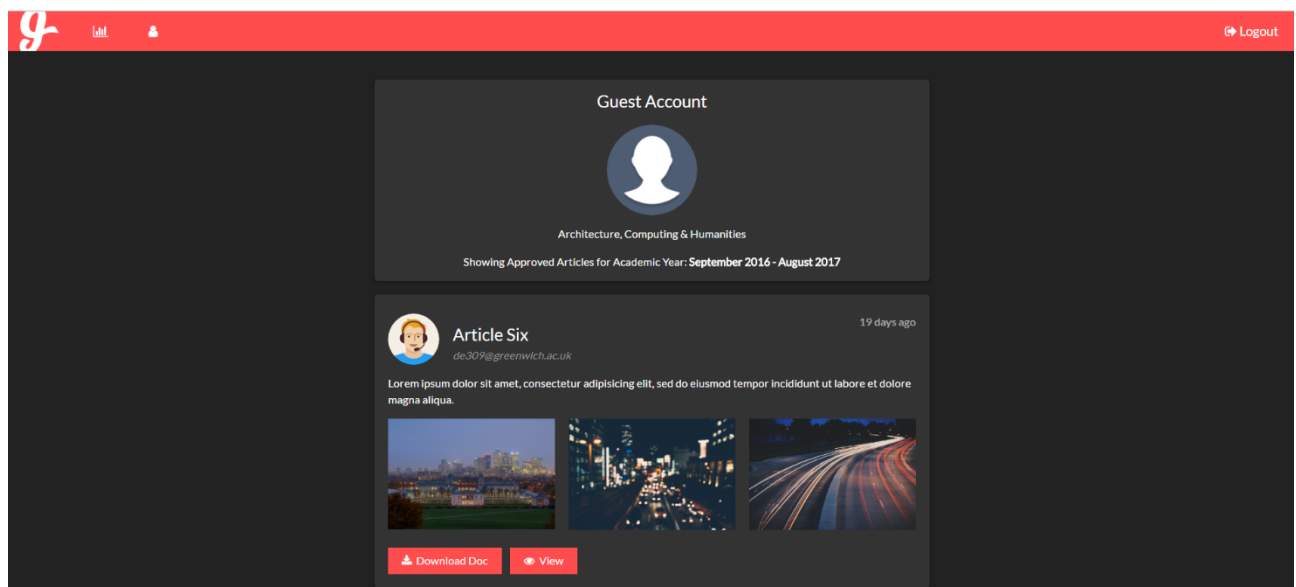 g
Logout
Guest Account
Architecture, Computing & Humanities
Showing Approved Articles for Academic Year: September 2016 - August 2017
Article Six
19 days ago
de309@greenwich.ac.uk
Lorem ipsum dolor sit amet, consectetur adipisicing elit, sed do eiusmod tempor incididunt ut labore et dolore
magna aliqua.
Download Doc
View